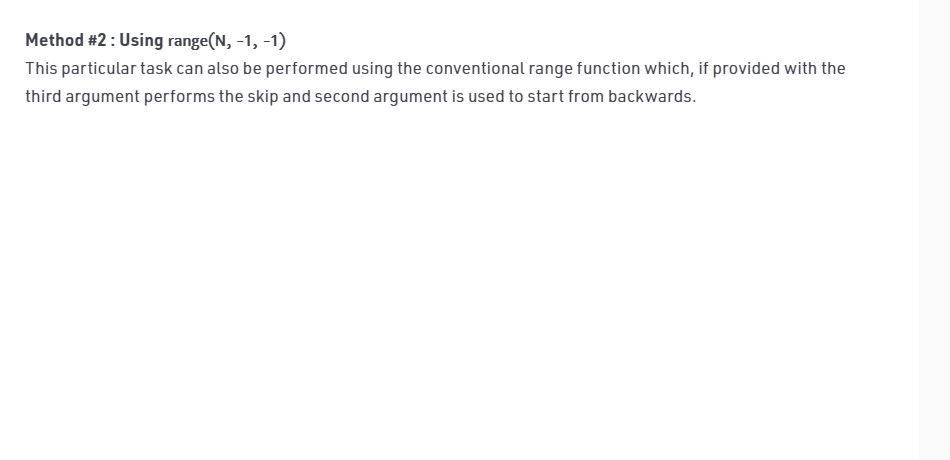 Method #2 : Using range(N, -1, -1)
This particular task can also be performed using the conventional range function which, if provided with the
third argument performs the skip and second argument is used to start from backwards.